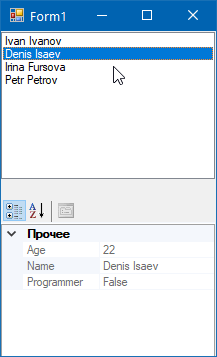 Form1
Ivan Ivanov
Denis Isaev
Irina Fursova
Petr Petrov
A
Z
Прочее
Age 22
Name Denis Isaev
Programmer False